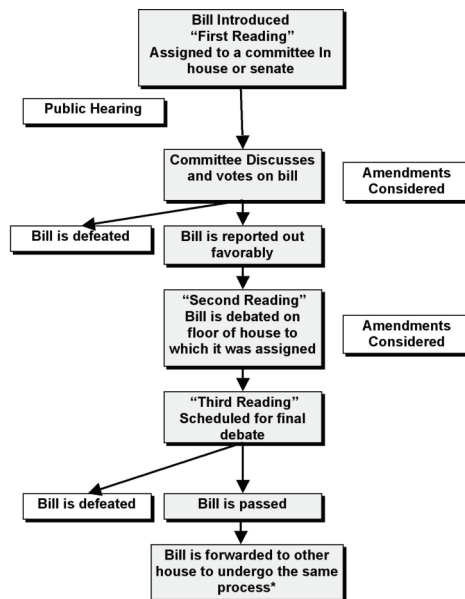 Bill Introduced
“First Reading”
Assigned to a committee In
house or senate
Public Hearing
Committee Discusses
and votes on bill
Amendments
Considered
Bill is defeated
Bill is reported out
favorably
“Second Reading”
Bill is debated on
floor of house to
which it was assigned
Amendments
Considered
“Third Reading”
Scheduled for final
debate
Bill is defeated
Bill is passed
Bill is forwarded to other
house to undergo the same
process*